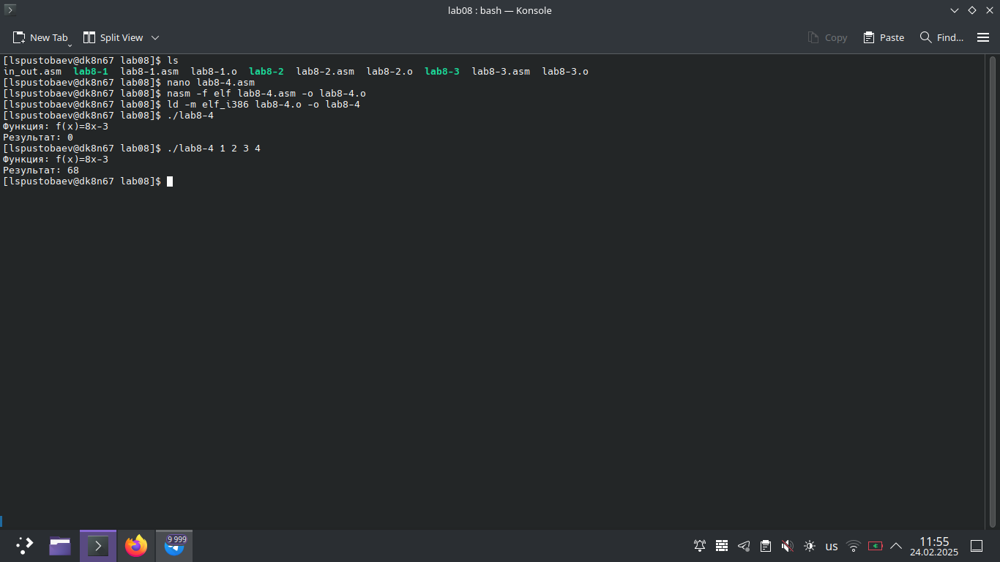 lab08 : bash — Konsole
New Tab Split View Copy Paste Find...
[lspustobaev@dk8n67 lab08]$ ls
in_out.asm lab8-1 lab8-1.asm lab8-1.o lab8-2 lab8-2.asm lab8-2.o lab8-3 lab8-3.asm lab8-3.o
[lspustobaev@dk8n67 lab08]$ nano lab8-4.asm
[lspustobaev@dk8n67 lab08]$ nasm -f elf lab8-4.asm -o lab8-4.o
[lspustobaev@dk8n67 lab08]$ ld -m elf_i386 lab8-4.o -o lab8-4
[lspustobaev@dk8n67 lab08]$ ./lab8-4
Функция: f(x)=8x-3
Результат: 0
[lspustobaev@dk8n67 lab08]$ ./lab8-4 1 2 3 4
Функция: f(x)=8x-3
Результат: 68
[lspustobaev@dk8n67 lab08]$
9 999
us
11:55
24.02.2025